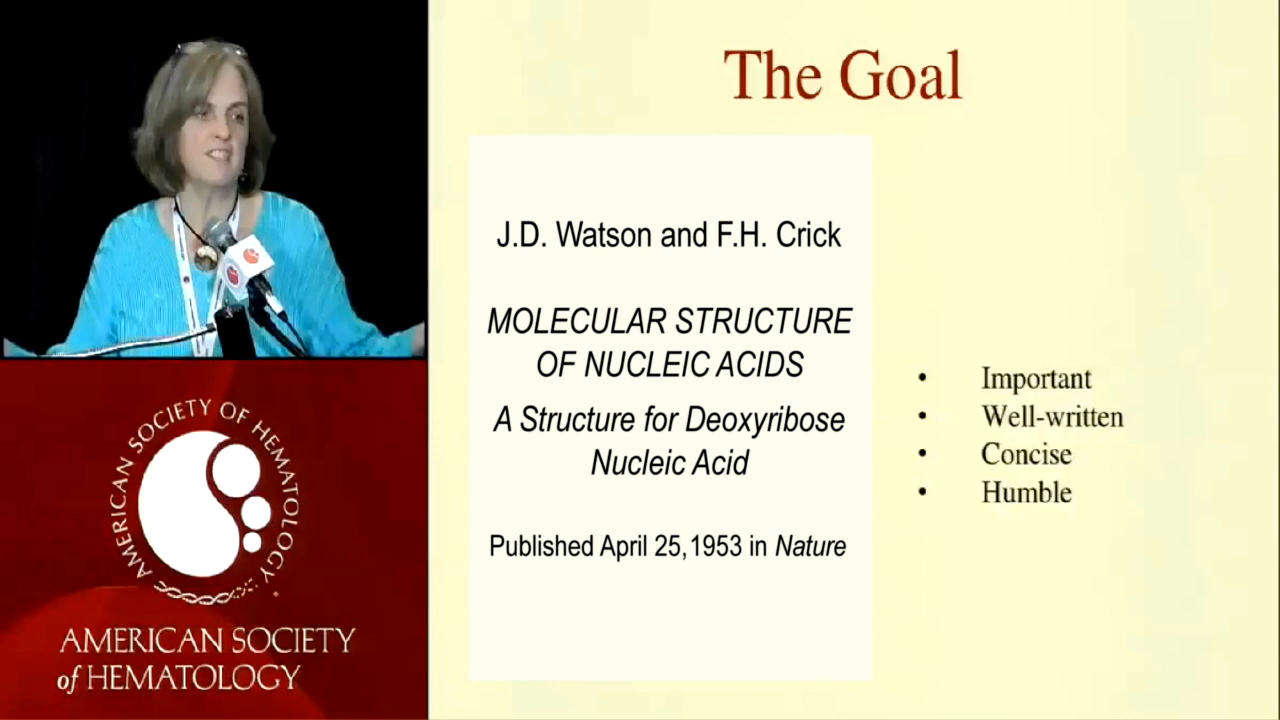 The Goal
J.D. Watson and F.H. Crick
MOLECULAR STRUCTURE
OF NUCLEIC ACIDS
A Structure for Deoxyribose
Nucleic Acid
Published April 25,1953 in Nature
• Important
• Well-written
• Concise
• Humble
AMERICAN SOCIETY OF HEMATOLOGY
AMERICAN SOCIETY
of HEMATOLOGY